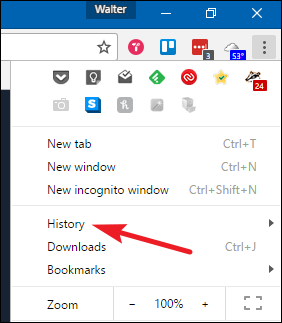 Walter
3
53°
24
New tab Ctrl+T
New window Ctrl+N
New incognito window Ctrl+Shift+N
History
Downloads Ctrl+J
Bookmarks
Zoom − 100% +